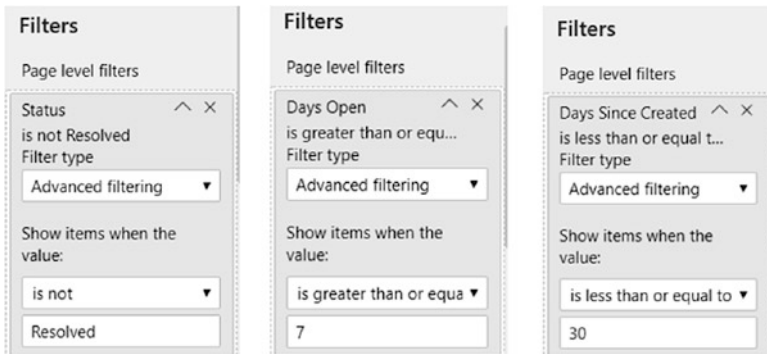 Filters
Page level filters
Status
is not Resolved
Filter type
Advanced filtering
Show items when the
value:
is not
Resolved
Filters
Page level filters
Days Open
is greater than or equ...
Filter type
Advanced filtering
Show items when the
value:
is greater than or equa
7
Filters
Page level filters
Days Since Created
is less than or equal t...
Filter type
Advanced filtering
Show items when the
value:
is less than or equal to
30